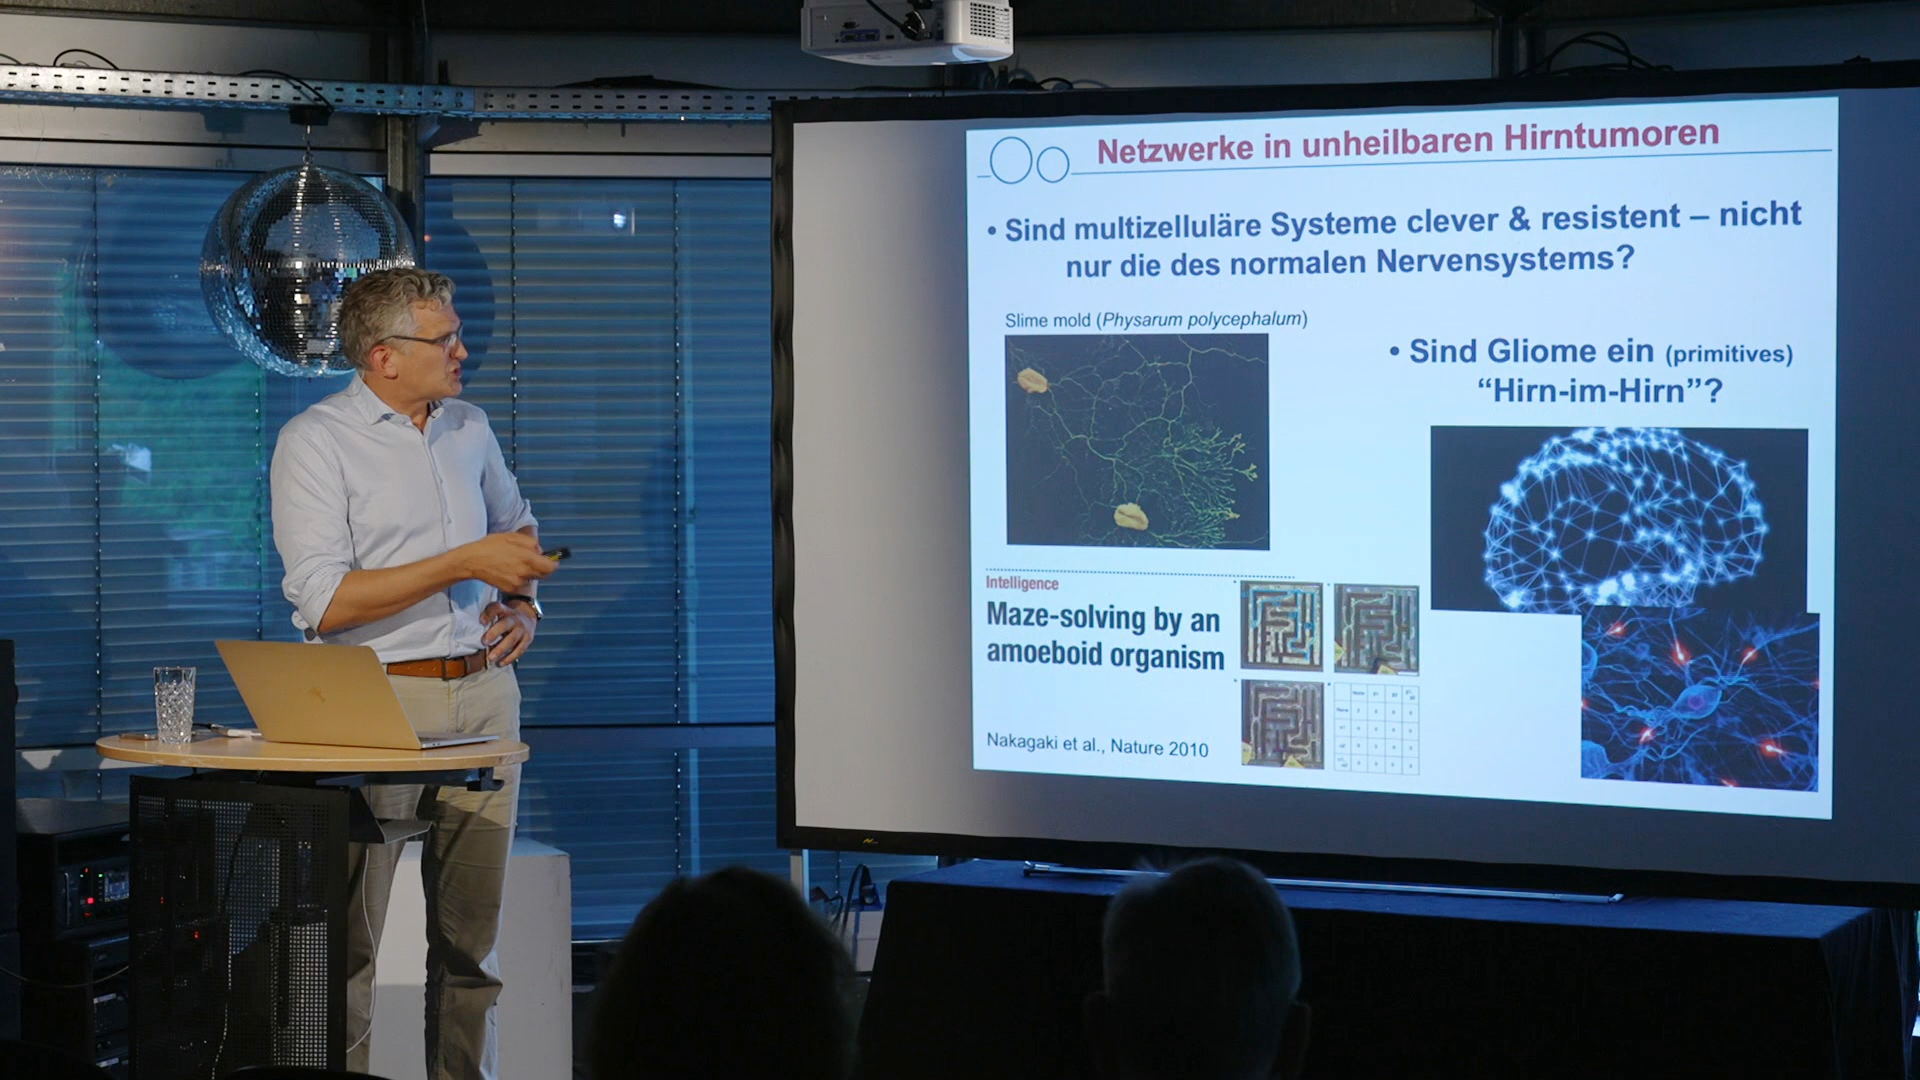 Netzwerke in unheilbaren Hirntumoren
• Sind multizelluläre Systeme clever & resistent – nicht
nur die des normalen Nervensystems?
Slime mold (Physarum polycephalum)
• Sind Gliome ein (primitives)
“Hirn-im-Hirn”?
Intelligence
Maze-solving by an
amoeboid organism
Nakagaki et al., Nature 2010